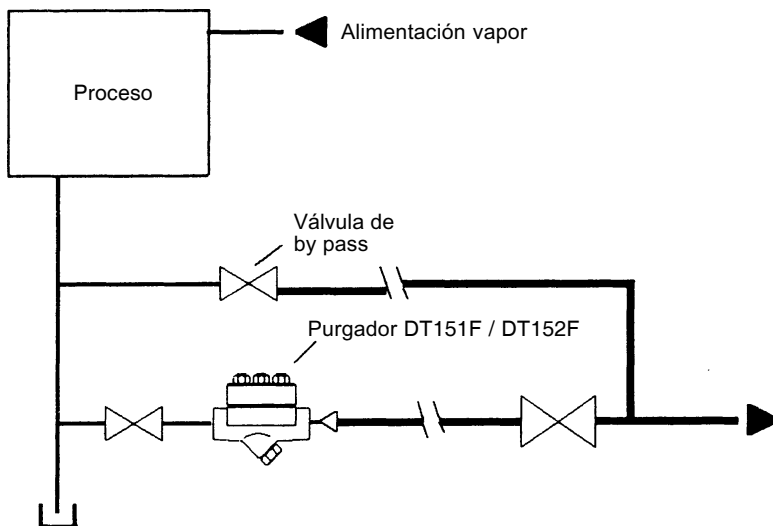 Alimentación vapor
Proceso
Válvula de
by pass
Purgador DT151F / DT152F